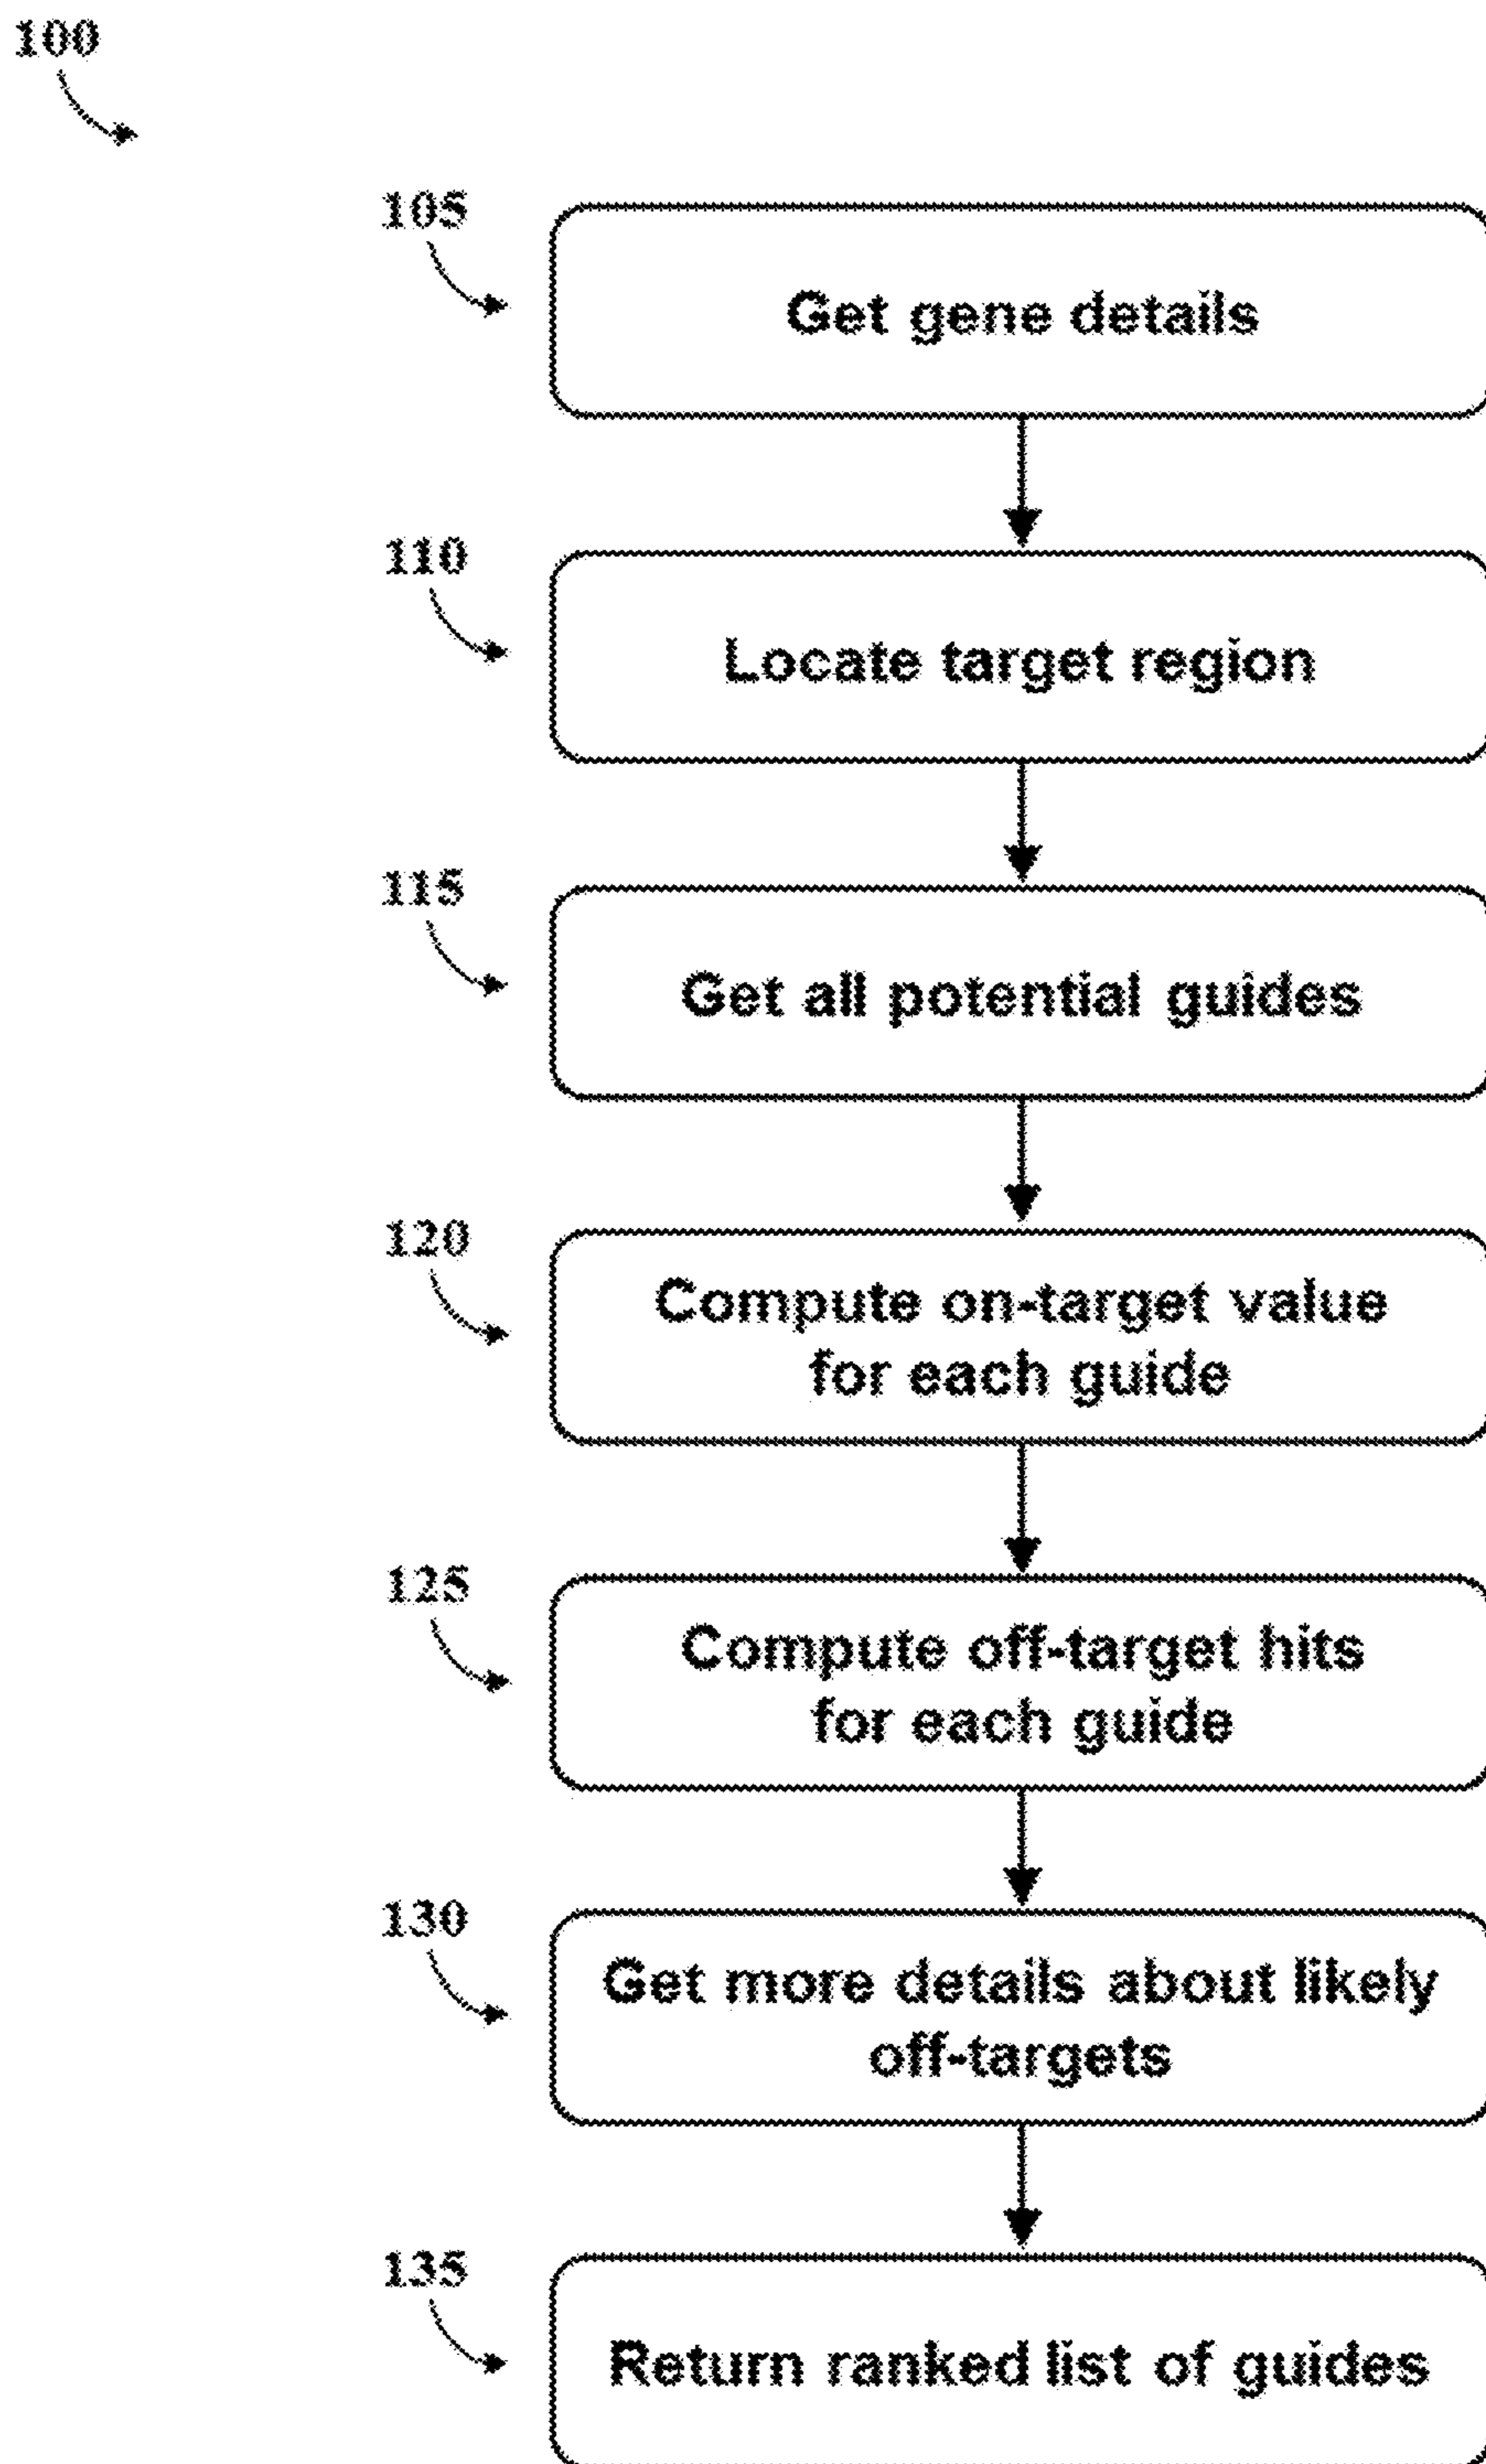 100
105
Get gene details
110
Locate target region
115
Get all potential guides
120
Compute on-target value
for each guide
125
Compute off-target hits
for each guide
130
Get more details about likely
off-targets
135
Return ranked list of guides